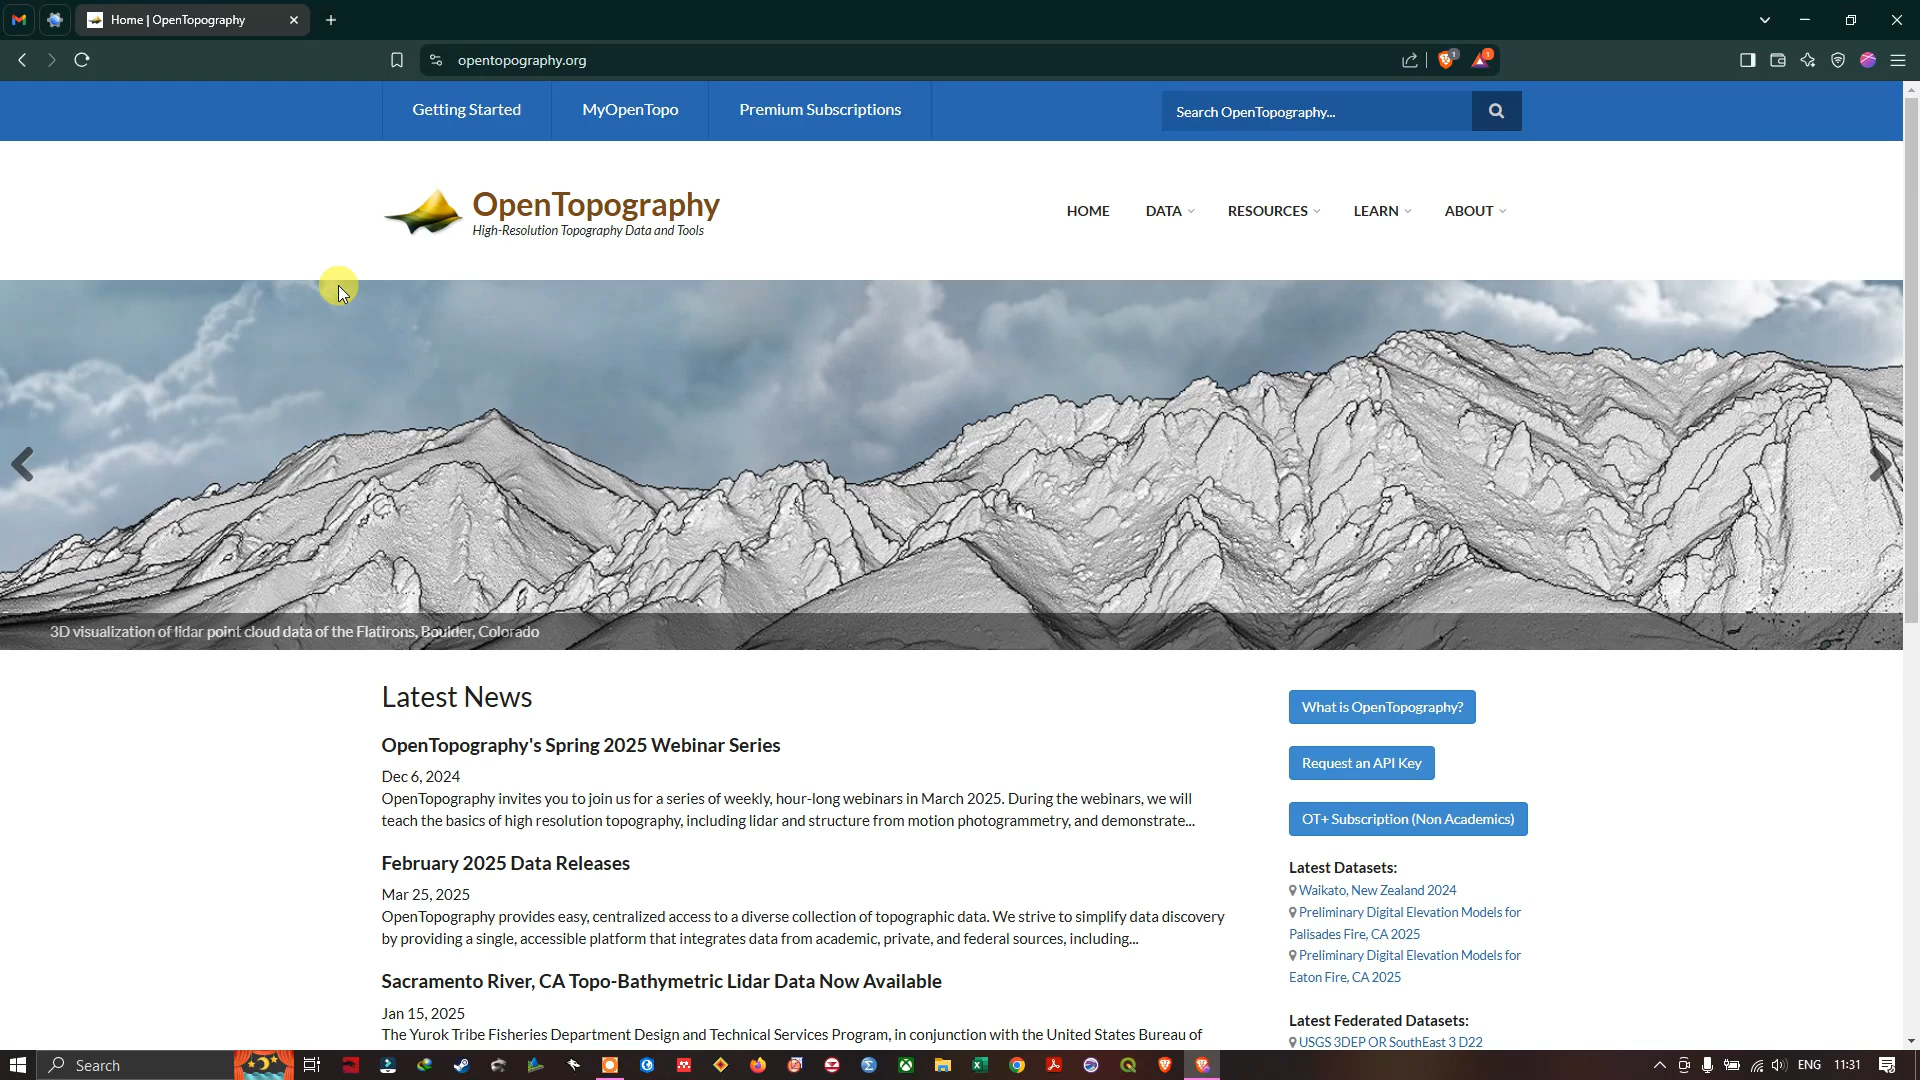 Home | OpenTopography
opentopography.org
1
1
Getting Started
MyOpenTopo
Premium Subscriptions
Search OpenTopography...
OpenTopography
High-Resolution Topography Data and Tools
HOME
DATA
RESOURCES
LEARN
ABOUT
3D visualization of lidar point cloud data of the Flatirons, Boulder, Colorado
Latest News
OpenTopography's Spring 2025 Webinar Series
Dec 6, 2024
OpenTopography invites you to join us for a series of weekly, hour-long webinars in March 2025. During the webinars, we will
teach the basics of high resolution topography, including lidar and structure from motion photogrammetry, and demonstrate...
February 2025 Data Releases
Mar 25, 2025
OpenTopography provides easy, centralized access to a diverse collection of topographic data. We strive to simplify data discovery
by providing a single, accessible platform that integrates data from academic, private, and federal sources, including...
Sacramento River, CA Topo-Bathymetric Lidar Data Now Available
Jan 15, 2025
The Yurok Tribe Fisheries Department Design and Technical Services Program, in conjunction with the United States Bureau of
What is OpenTopography?
Request an API Key
OT+ Subscription (Non Academics)
Latest Datasets:
Waikato, New Zealand 2024
Preliminary Digital Elevation Models for
Palisades Fire, CA 2025
Preliminary Digital Elevation Models for
Eaton Fire, CA 2025
Latest Federated Datasets:
USGS 3DEP OR SouthEast 3 D22
Search
ENG
11:31